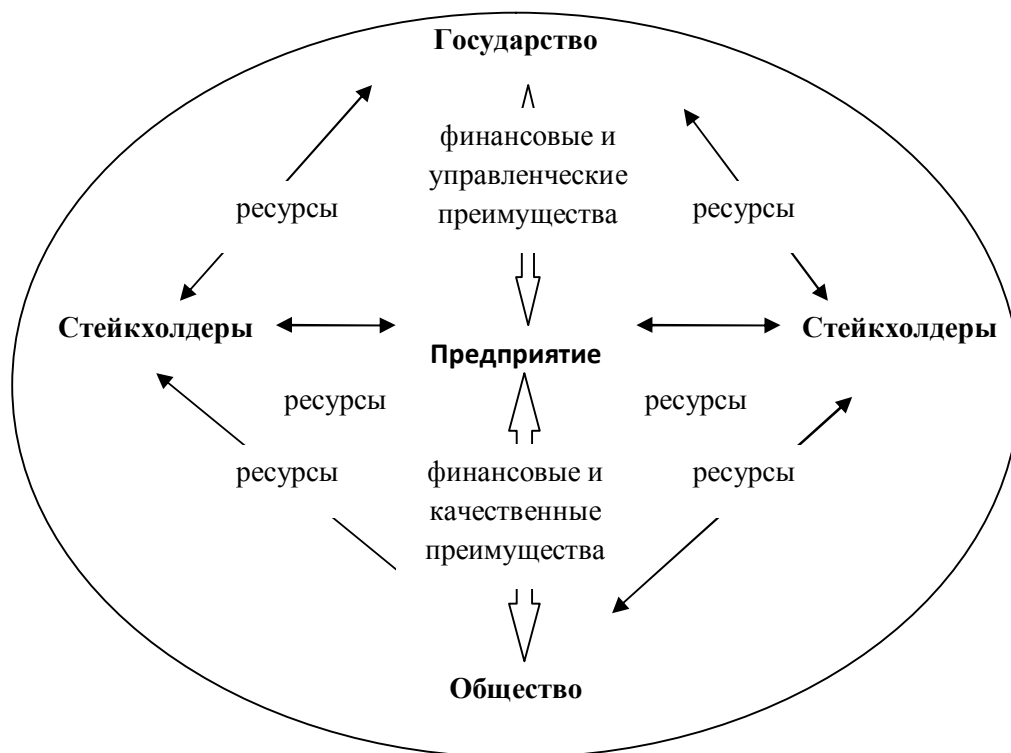 Государство
финансовые и
управленческие
преимущества
ресурсы
ресурсы
Стейкхолдеры
Стейкхолдеры
Предприятие
ресурсы
ресурсы
ресурсы
финансовые и
качественные
преимущества
ресурсы
Общество